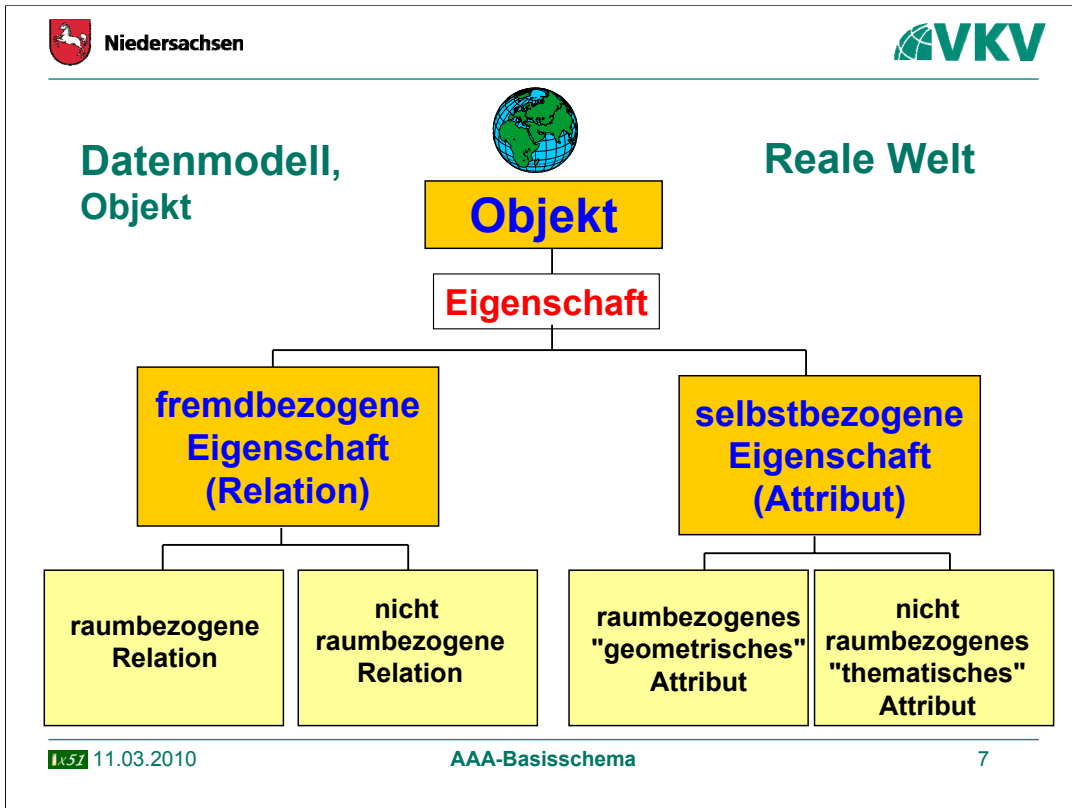 Niedersachsen
VKV
Datenmodell,
Objekt
Reale Welt
Objekt
Eigenschaft
fremdbezogene
Eigenschaft
(Relation)
selbstbezogene
Eigenschaft
(Attribut)
raumbezogene
Relation
nicht
raumbezogene
Relation
raumbezogenes
"geometrisches"
Attribut
nicht
raumbezogenes
"thematisches"
Attribut
11.03.2010
AAA-Basisschema
7